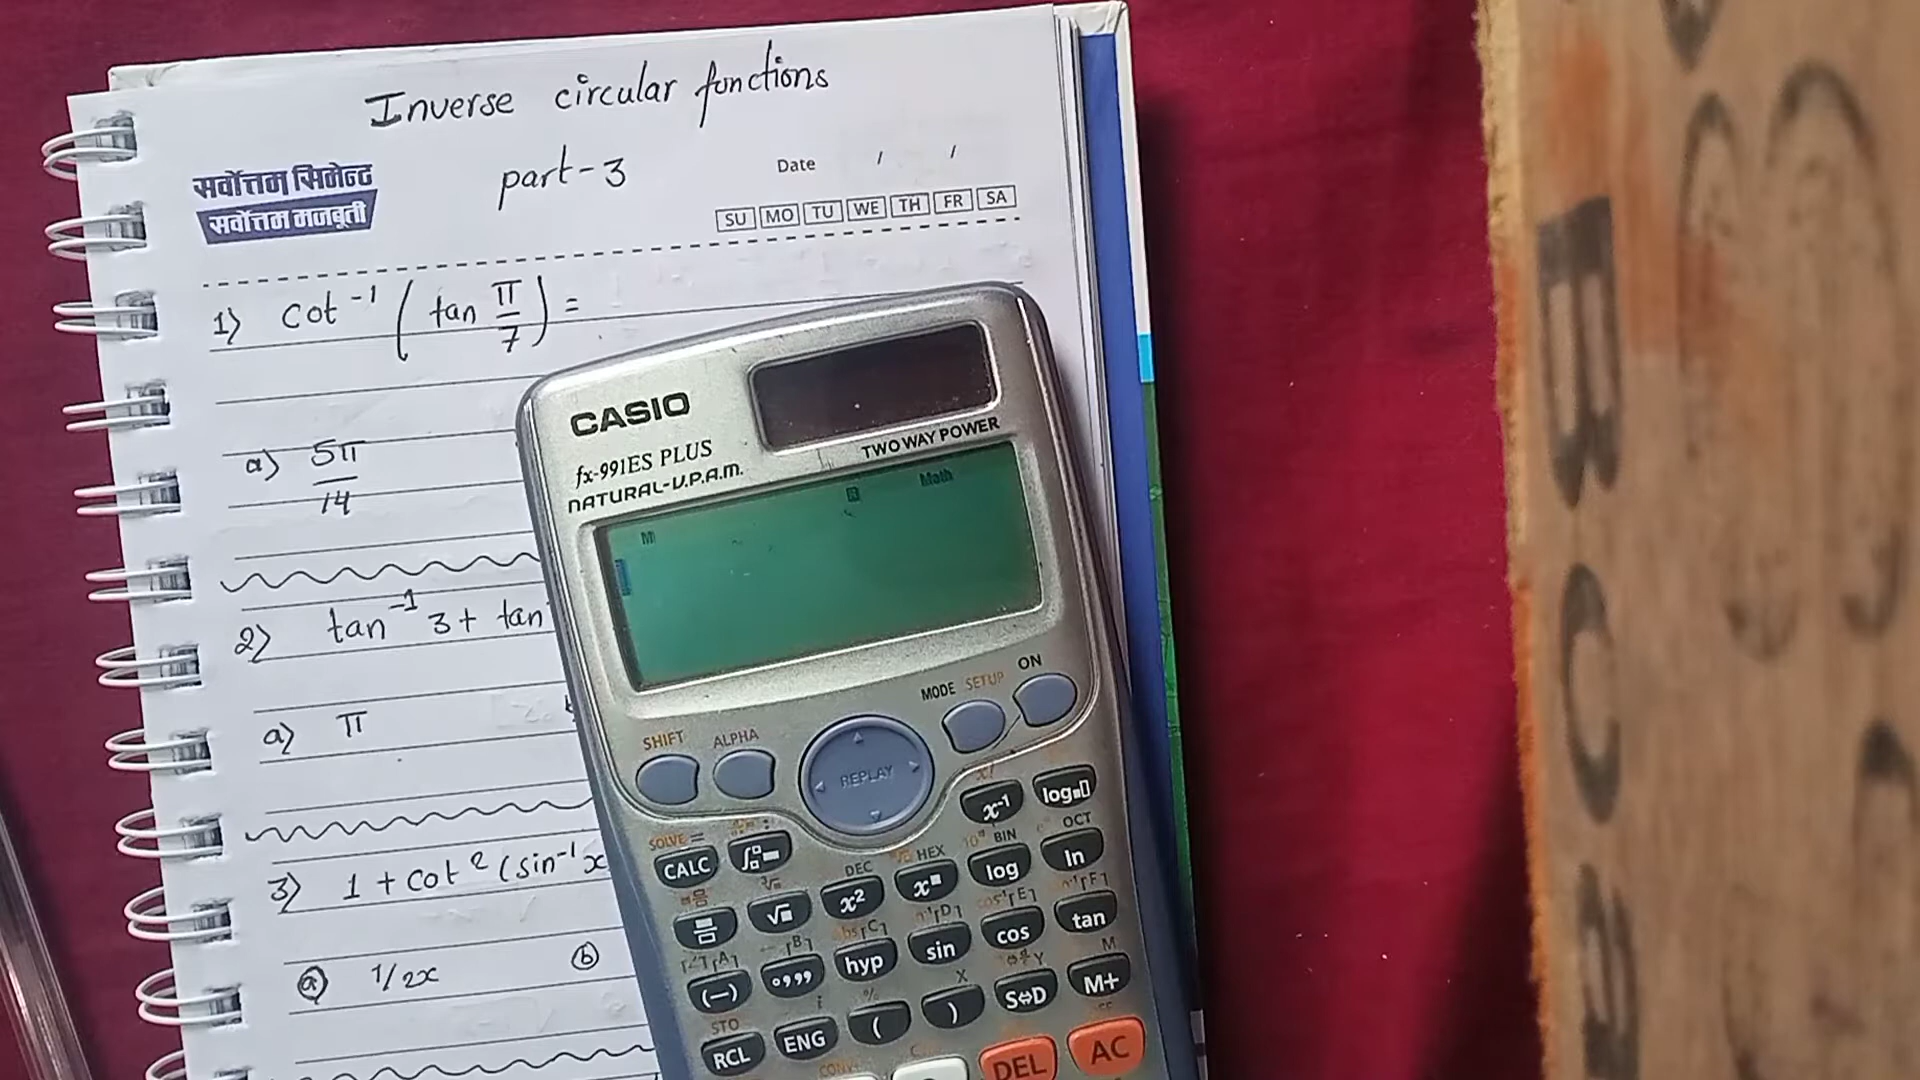 Inverse circular functions
part-3
Date / /
सर्वोत्तम सिमेन्ट
सर्वोत्तम मजबूती
SU MO TU WE TH FR SA
1) cot⁻¹ (tan π/7) =
a) 5π/14
2) tan⁻¹ 3 + tan
a) π
3) 1 + cot² (sin⁻¹ x
a) 1/2x
b)
CASIO
fx-991ES PLUS
NATURAL-V.P.A.M.
TWO WAY POWER
M R Math
SHIFT ALPHA MODE SETUP ON
REPLAY
x⁻¹ log
SOLVE =
CALC
DEC HEX BIN OCT
x² log ln
hyp sin cos tan
(−) °,,, S⇔D M+
X Y M
STO i %
RCL ENG ( )
DEL AC